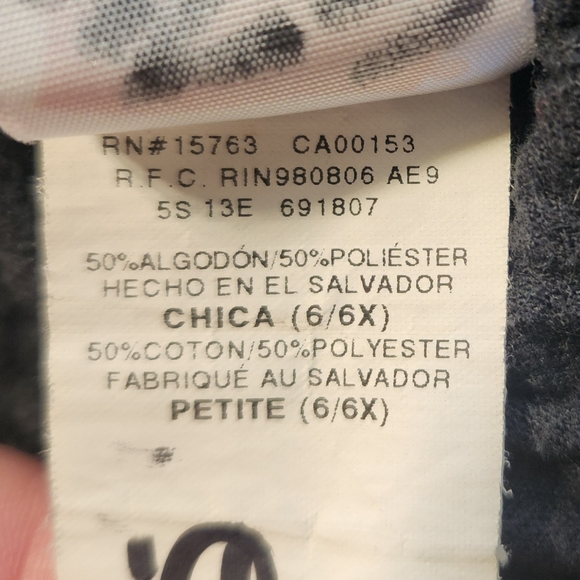 RN#15763 CA00153
R.F.C. RIN980806 AE9
5S 13E 691807
50%ALGODÓN/50%POLIÉSTER
HECHO EN EL SALVADOR
CHICA (6/6X)
50%COTON/50%POLYESTER
FABRIQUÉ AU SALVADOR
PETITE (6/6X)